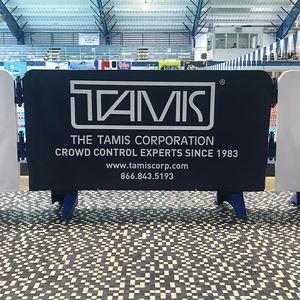 TAMIS®
THE TAMIS CORPORATION
CROWD CONTROL EXPERTS SINCE 1983
www.tamiscorp.com
866.843.5193